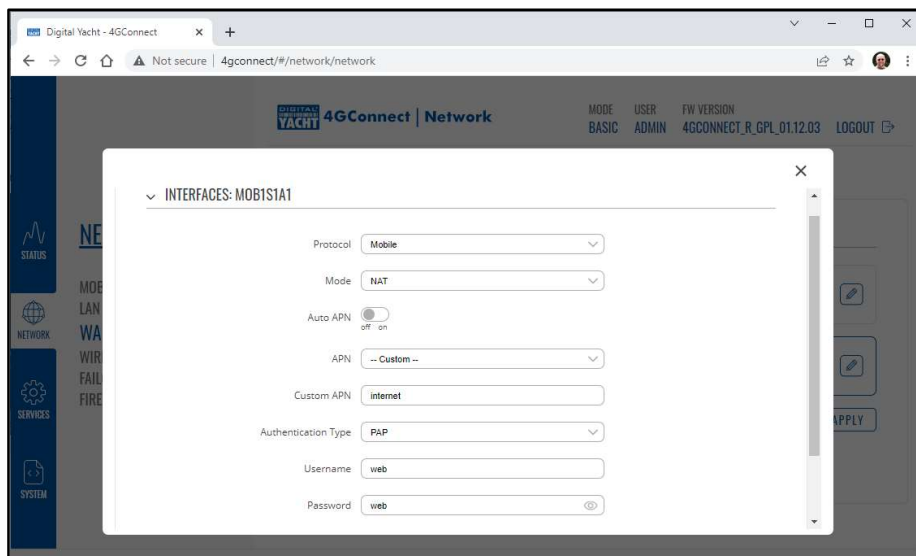 Digital Yacht - 4GConnect
Not secure | 4gconnect/#/network/network
DIGITAL YACHT 4GConnect | Network
MODE USER FW VERSION
BASIC ADMIN 4GCONNECT_R_GPL_01.12.03 LOGOUT
INTERFACES: MOB1S1A1
Protocol Mobile
Mode NAT
Auto APN
off on
APN -- Custom --
Custom APN internet
Authentication Type PAP
Username web
Password web
STATUS
NETWORK
SERVICES
SYSTEM
NE
MOB
LAN
WA
WIR
FAIL
FIRE
APPLY